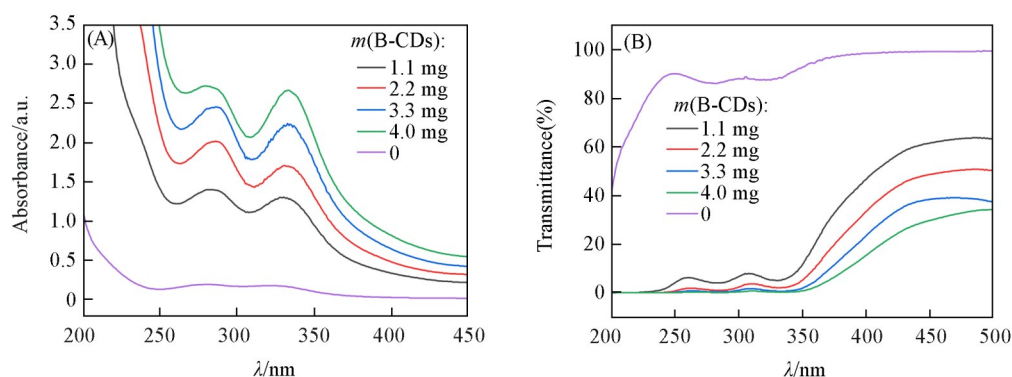 (A)
Absorbance/a.u.
3.5
3.0
2.5
2.0
1.5
1.0
0.5
0
m(B-CDs):
1.1 mg
2.2 mg
3.3 mg
4.0 mg
0
200 250 300 350 400 450
λ/nm
(B)
Transmittance(%)
100
80
60
40
20
0
m(B-CDs):
1.1 mg
2.2 mg
3.3 mg
4.0 mg
0
200 250 300 350 400 450 500
λ/nm